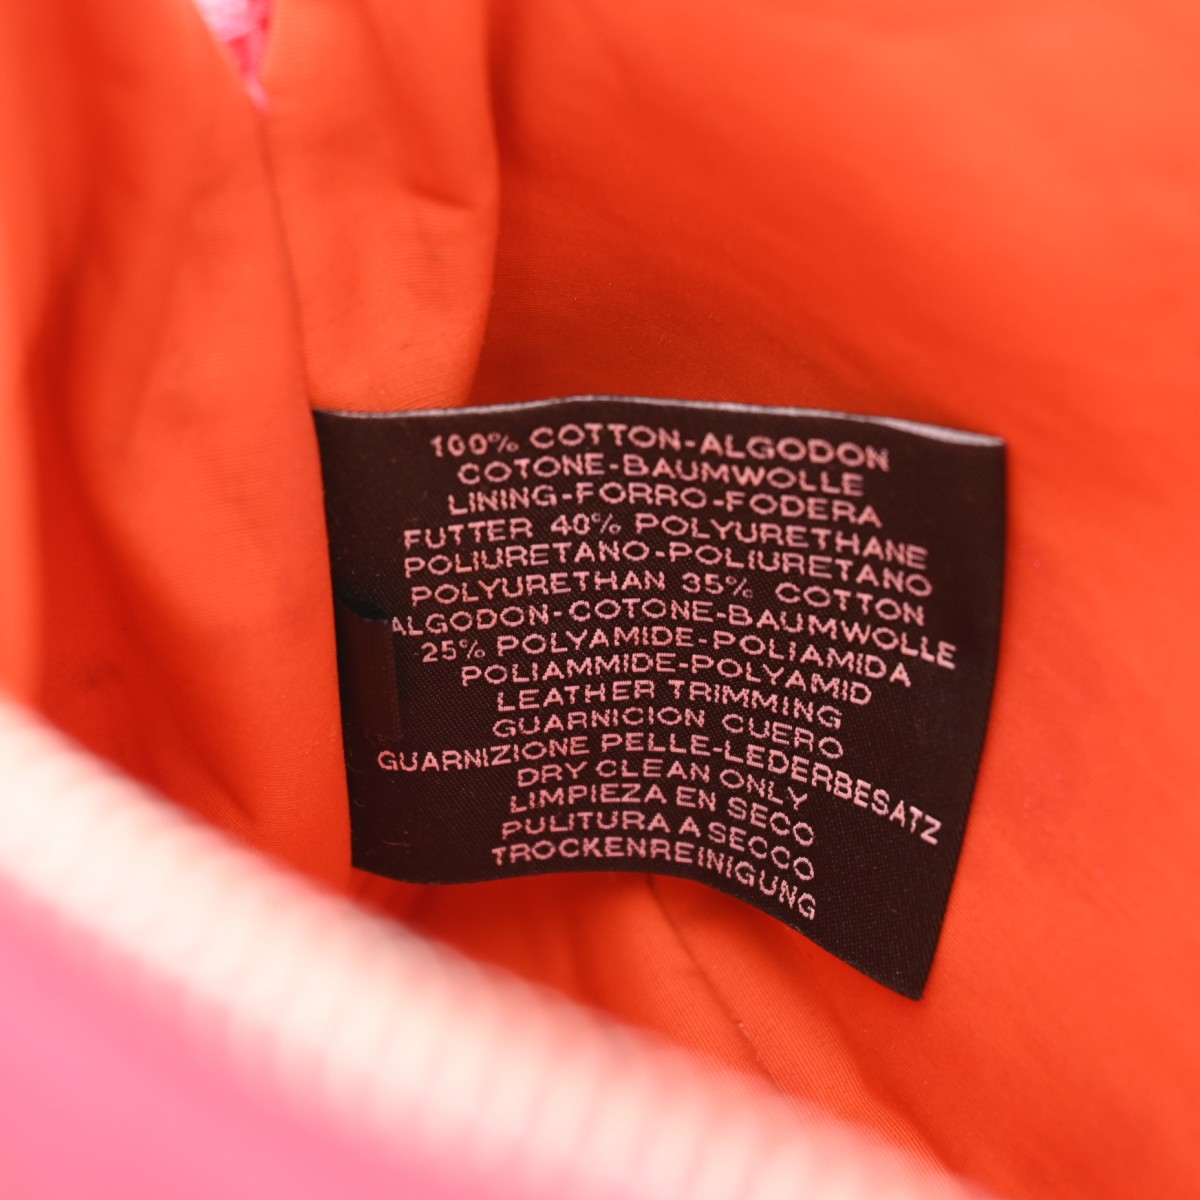 100% COTTON-ALGODON
COTONE-BAUMWOLLE
LINING-FORRO-FODERA
FUTTER 40% POLYURETHANE
POLIURETANO-POLIURETANO
POLYURETHAN 35% COTTON
ALGODON-COTONE-BAUMWOLLE
25% POLYAMIDE-POLIAMIDA
POLIAMMIDE-POLYAMID
LEATHER TRIMMING
GUARNICION CUERO
GUARNIZIONE PELLE-LEDERBESATZ
DRY CLEAN ONLY
LIMPIEZA EN SECO
PULITURA A SECCO
TROCKENREINIGUNG